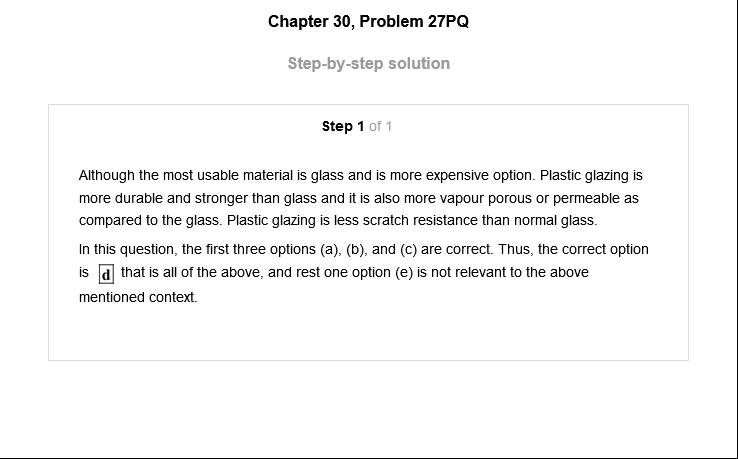 Chapter 30, Problem 27PQ
Step-by-step solution
Step 1 of 1
Although the most usable material is glass and is more expensive option. Plastic glazing is
more durable and stronger than glass and it is also more vapour porous or permeable as
compared to the glass. Plastic glazing is less scratch resistance than normal glass.
In this question, the first three options (a), (b), and (c) are correct. Thus, the correct option
is d that is all of the above, and rest one option (e) is not relevant to the above
mentioned context.